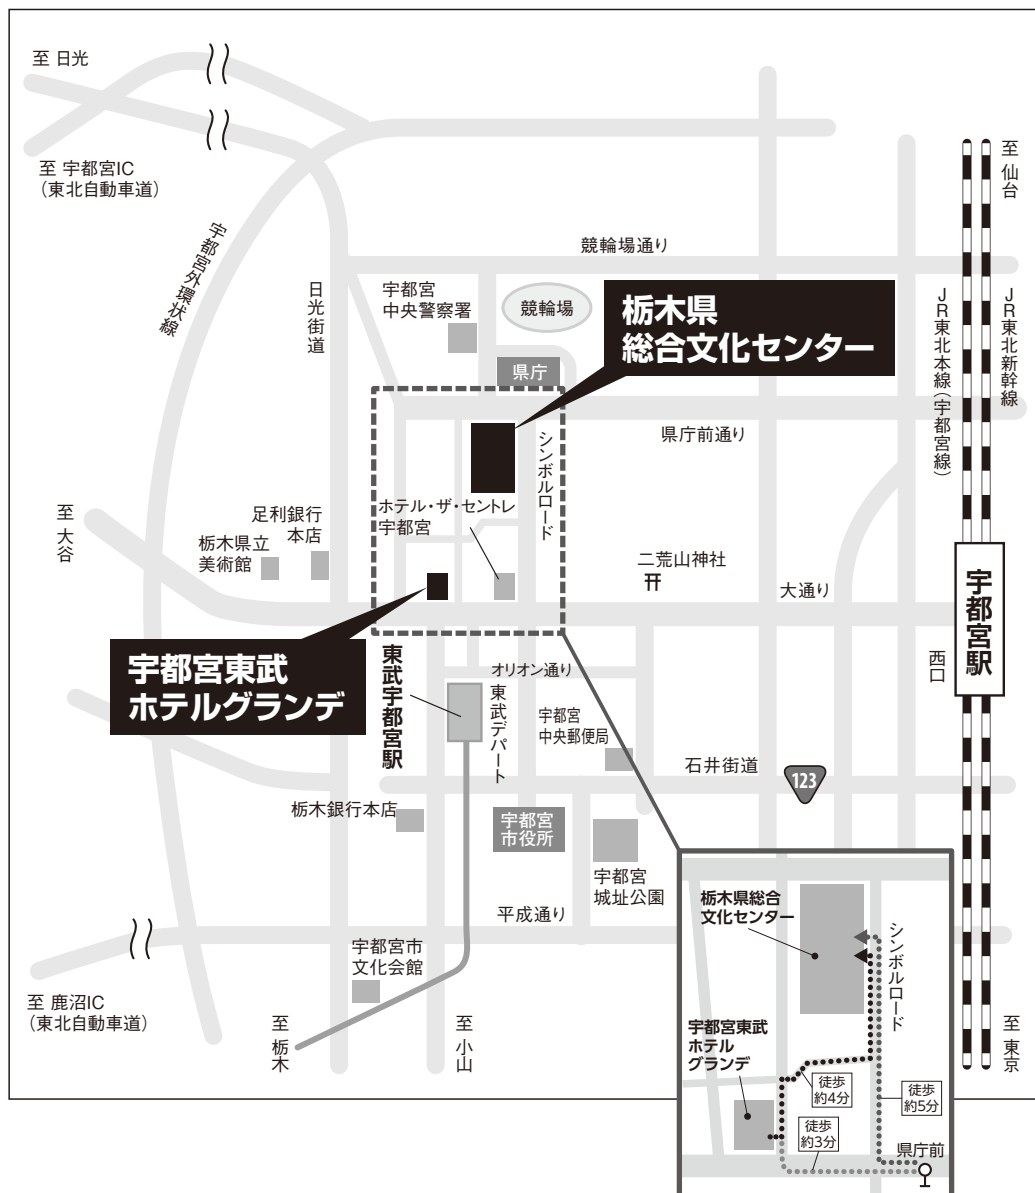 至 日光
至 宇都宮IC
（東北自動車道）
宇都宮外環状線
日光街道
宇都宮
中央警察署
競輪場
競輪場通り
栃木県
総合文化センター
県庁
県庁前通り
シンボルロード
JR東北本線（宇都宮線）
JR東北新幹線
至 仙台
至 大谷
足利銀行
本店
栃木県立
美術館
ホテル・ザ・セントレ
宇都宮
二荒山神社
大通り
宇都宮駅
西口
宇都宮東武
ホテルグランデ
東武宇都宮駅
オリオン通り
東武デパート
宇都宮
中央郵便局
石井街道
123
栃木銀行本店
宇都宮
市役所
宇都宮
城址公園
平成通り
宇都宮市
文化会館
至 鹿沼IC
（東北自動車道）
至 栃木
至 小山
至 東京
栃木県総合
文化センター
シンボルロード
宇都宮東武
ホテル
グランデ
徒歩
約4分
徒歩
約5分
徒歩
約3分
県庁前